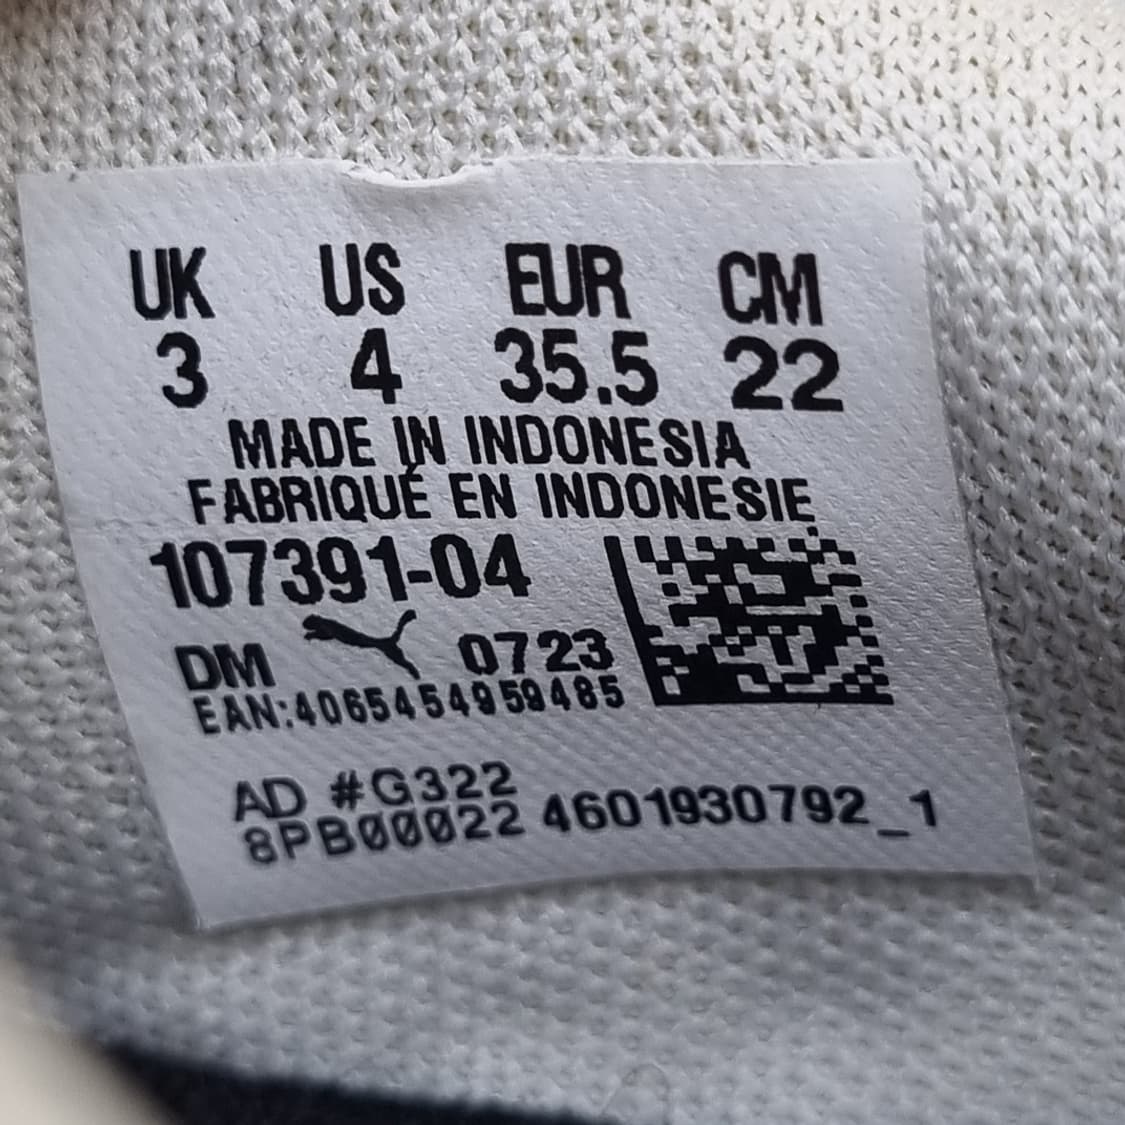 UK US EUR CM
3 4 35.5 22
MADE IN INDONESIA
FABRIQUÉ EN INDONESIE
107391-04
DM 0723
EAN:4065454959485
AD #G322
8PB00022 4601930792_1